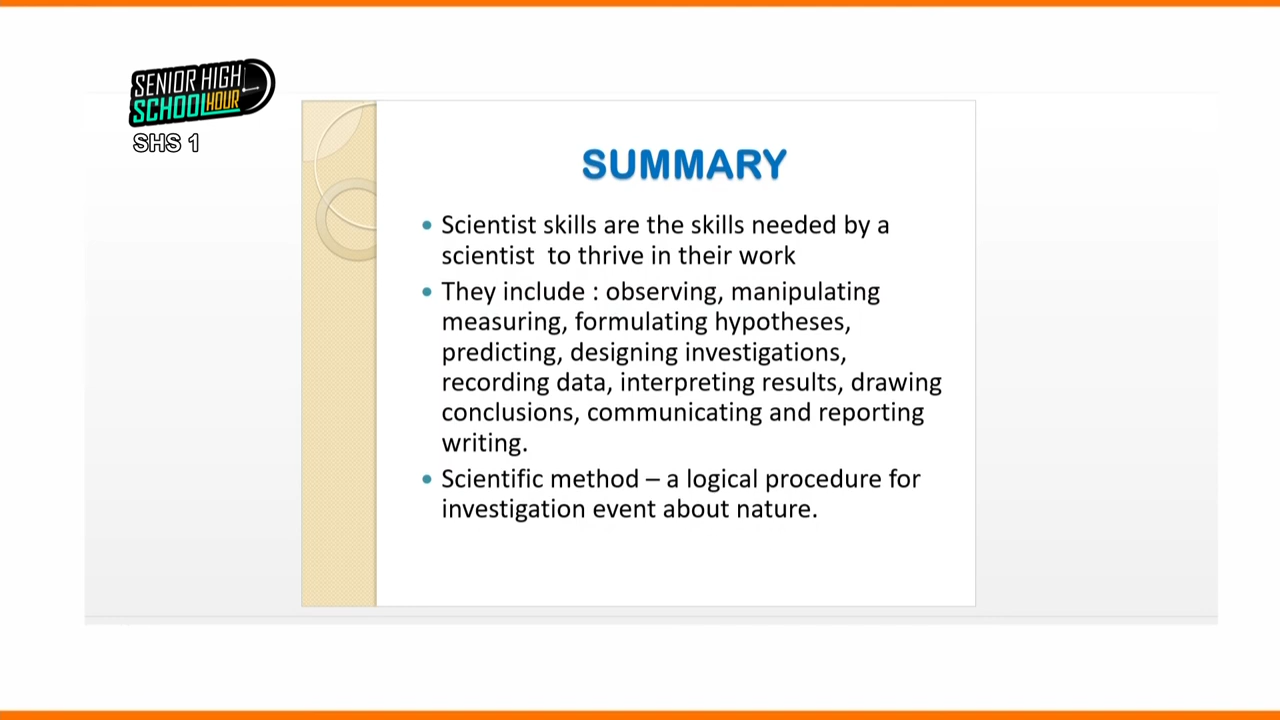 SENIOR HIGH
SCHOOL HOUR
SHS 1
SUMMARY
• Scientist skills are the skills needed by a
scientist  to thrive in their work
• They include : observing, manipulating
measuring, formulating hypotheses,
predicting, designing investigations,
recording data, interpreting results, drawing
conclusions, communicating and reporting
writing.
• Scientific method – a logical procedure for
investigation event about nature.